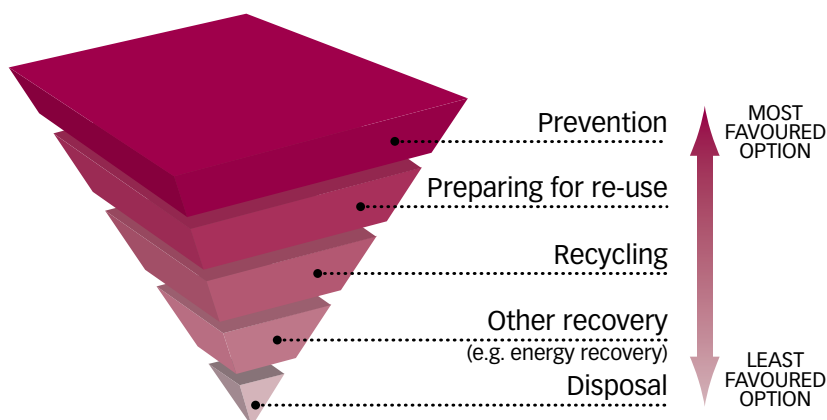 Prevention
Preparing for re-use
Recycling
Other recovery
(e.g. energy recovery)
Disposal
MOST
FAVOURED
OPTION
LEAST
FAVOURED
OPTION